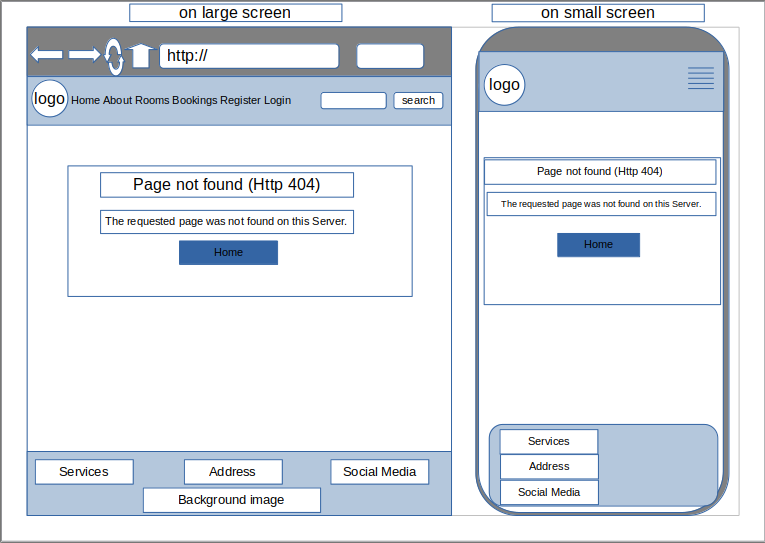 on large screen
http://
logo
Home About Rooms Bookings Register Login
search
Page not found (Http 404)
The requested page was not found on this Server.
Home
Services
Address
Social Media
Background image
on small screen
logo
Page not found (Http 404)
The requested page was not found on this Server.
Home
Services
Address
Social Media